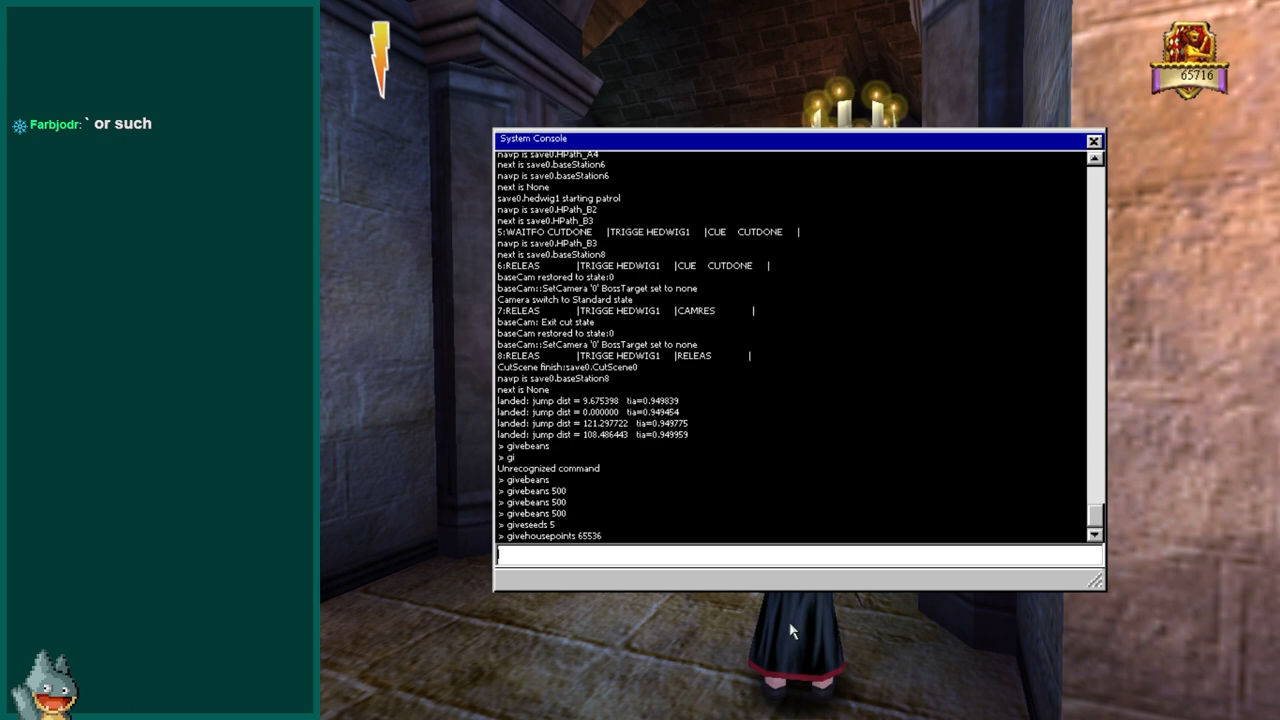 Farbjodr:` or such
65716
System Console
navp is save0.HPath_A4
next is save0.baseStation6
navp is save0.baseStation6
next is None
save0.hedwig1 starting patrol
navp is save0.HPath_B2
next is save0.HPath_B3
5:WAITFO CUTDONE |TRIGGE HEDWIG1 |CUE CUTDONE |
navp is save0.HPath_B3
next is save0.baseStation8
6:RELEAS |TRIGGE HEDWIG1 |CUE CUTDONE |
baseCam restored to state:0
baseCam::SetCamera '0' BossTarget set to none
Camera switch to Standard state
7:RELEAS |TRIGGE HEDWIG1 |CAMRES |
baseCam: Exit cut state
baseCam restored to state:0
baseCam::SetCamera '0' BossTarget set to none
8:RELEAS |TRIGGE HEDWIG1 |RELEAS |
CutScene finish:save0.CutScene0
navp is save0.baseStation8
next is None
landed: jump dist = 9.675398 tia=0.949839
landed: jump dist = 0.000000 tia=0.949454
landed: jump dist = 121.297722 tia=0.949775
landed: jump dist = 108.486443 tia=0.949959
> givebeans
> gi
Unrecognized command
> givebeans
> givebeans 500
> givebeans 500
> givebeans 500
> giveseeds 5
> givehousepoints 65536